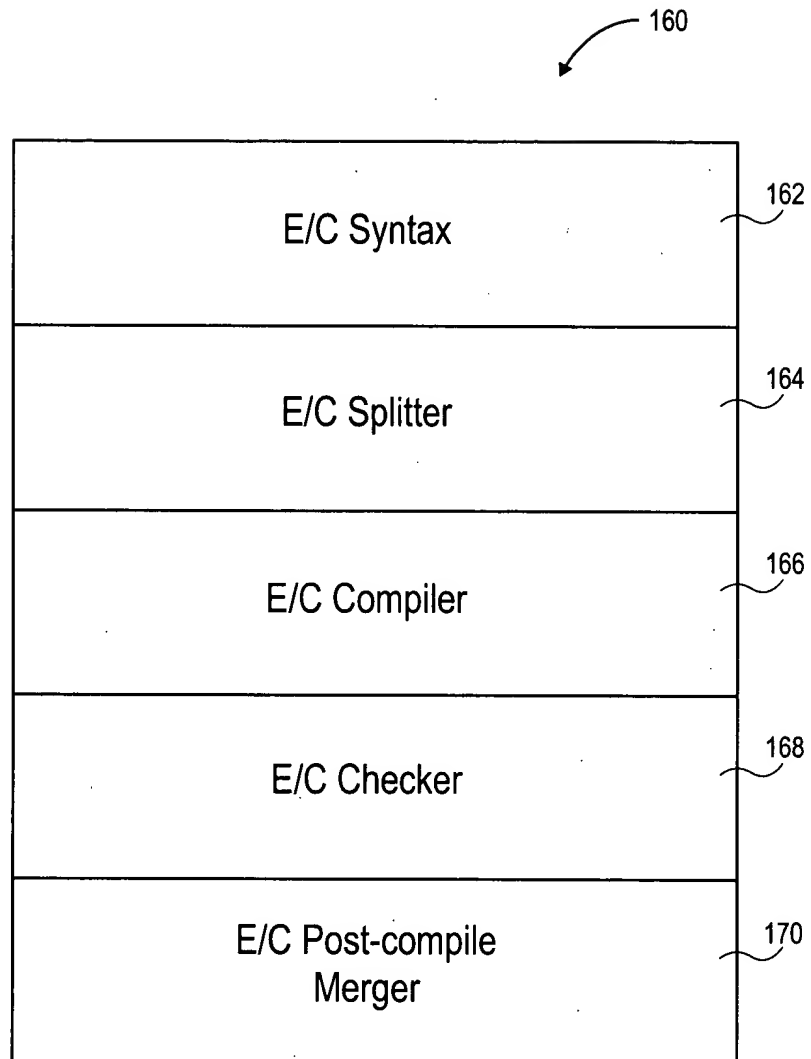 160
E/C Syntax
162
E/C Splitter
164
E/C Compiler
166
E/C Checker
168
E/C Post-compile
Merger
170